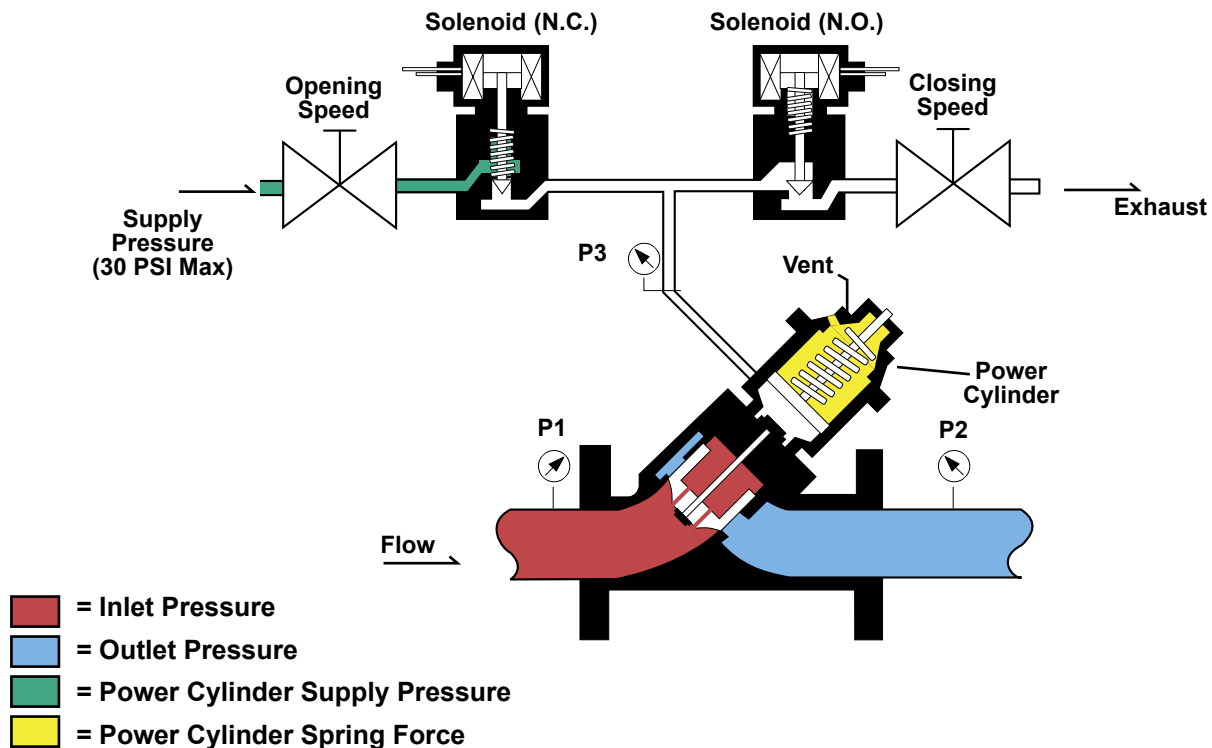 Solenoid (N.C.)
Solenoid (N.O.)
Opening
Speed
Closing
Speed
Supply
Pressure
(30 PSI Max)
Exhaust
P3
Vent
Power
Cylinder
P1
P2
Flow
= Inlet Pressure
= Outlet Pressure
= Power Cylinder Supply Pressure
= Power Cylinder Spring Force